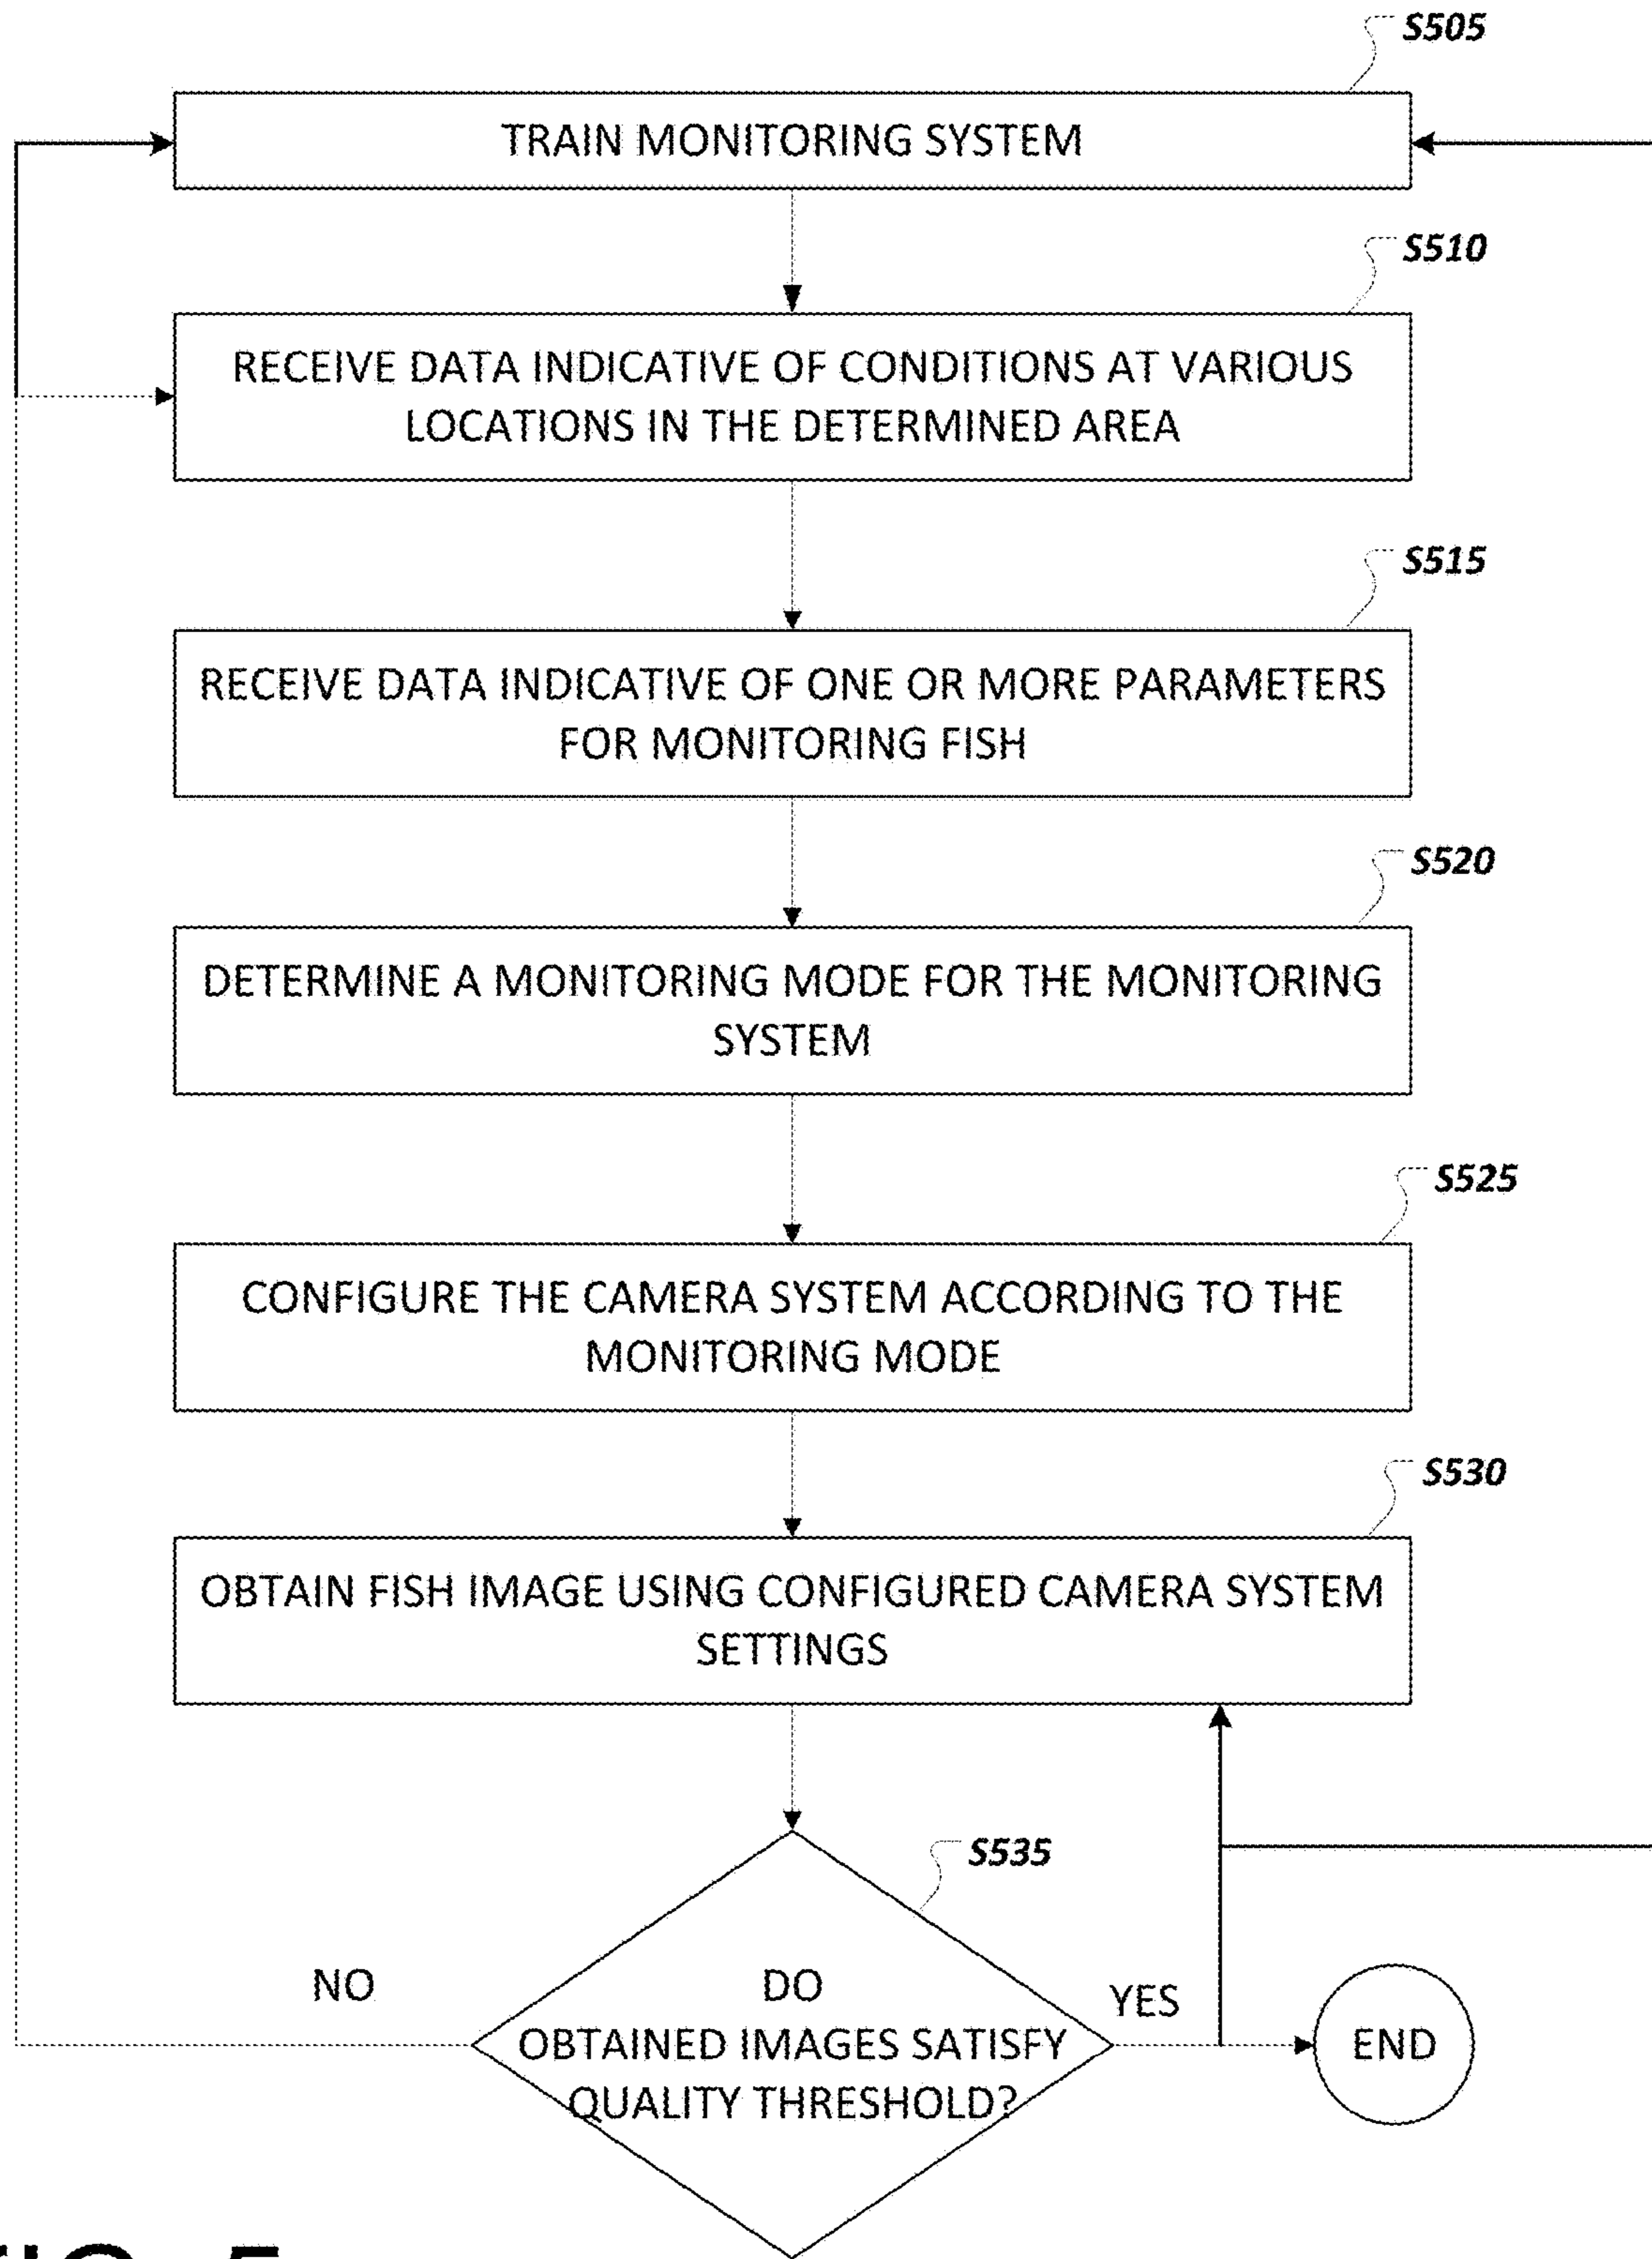 S505
TRAIN MONITORING SYSTEM
S510
RECEIVE DATA INDICATIVE OF CONDITIONS AT VARIOUS
LOCATIONS IN THE DETERMINED AREA
S515
RECEIVE DATA INDICATIVE OF ONE OR MORE PARAMETERS
FOR MONITORING FISH
S520
DETERMINE A MONITORING MODE FOR THE MONITORING
SYSTEM
S525
CONFIGURE THE CAMERA SYSTEM ACCORDING TO THE
MONITORING MODE
S530
OBTAIN FISH IMAGE USING CONFIGURED CAMERA SYSTEM
SETTINGS
S535
NO
DO
OBTAINED IMAGES SATISFY
QUALITY THRESHOLD?
YES
END